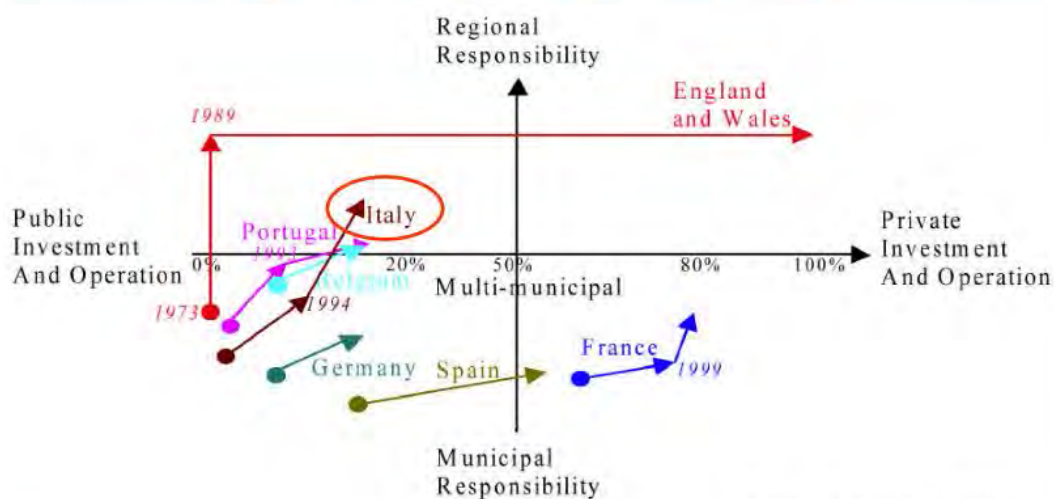 Regional
Responsibility
England
and Wales
1989
Italy
Public
Investment
And Operation
Portugal
1993
Private
Investment
And Operation
0%
20%
50%
80%
100%
Belgium
Multi-municipal
1973
1994
Germany
Spain
France
1999
Municipal
Responsibility